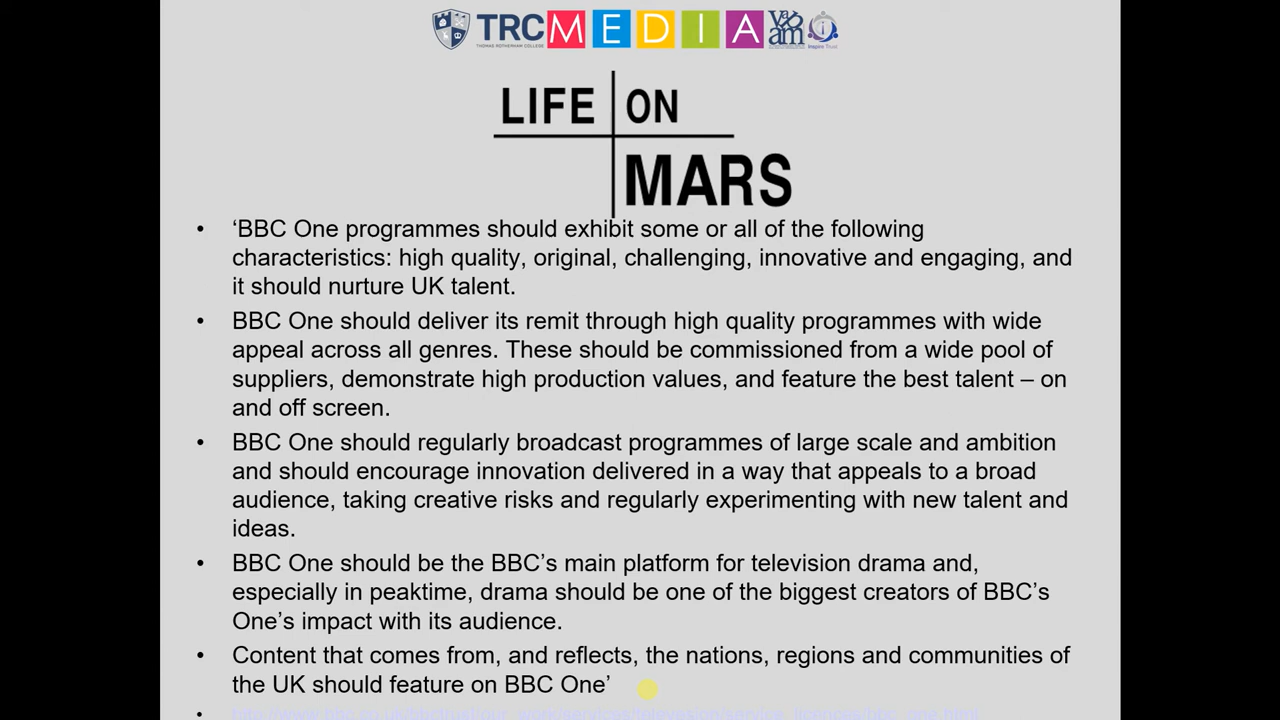 TRC MEDIA
THOMAS ROTHERHAM COLLEGE
Inspire Trust
LIFE ON
MARS
• ‘BBC One programmes should exhibit some or all of the following
characteristics: high quality, original, challenging, innovative and engaging, and
it should nurture UK talent.
• BBC One should deliver its remit through high quality programmes with wide
appeal across all genres. These should be commissioned from a wide pool of
suppliers, demonstrate high production values, and feature the best talent – on
and off screen.
• BBC One should regularly broadcast programmes of large scale and ambition
and should encourage innovation delivered in a way that appeals to a broad
audience, taking creative risks and regularly experimenting with new talent and
ideas.
• BBC One should be the BBC’s main platform for television drama and,
especially in peaktime, drama should be one of the biggest creators of BBC’s
One’s impact with its audience.
• Content that comes from, and reflects, the nations, regions and communities of
the UK should feature on BBC One’